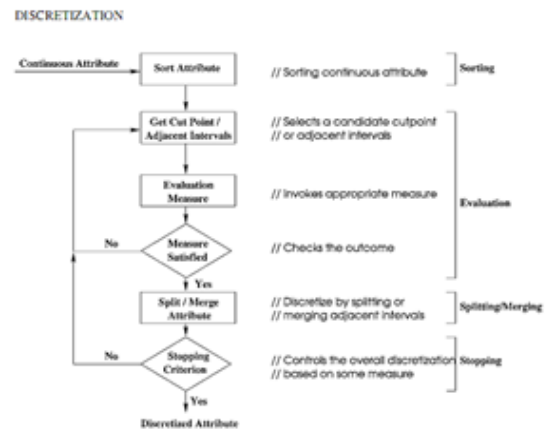 DISCRETIZATION
Continuous Attribute
Sort Attribute
// Sorting continuous attribute
Sorting
Get Cut Point /
Adjacent Intervals
// Selects a candidate cutpoint
// or adjacent intervals
Evaluation
Measure
// Invokes appropriate measure
Evaluation
No
Measure
Satisfied
// Checks the outcome
Yes
Split / Merge
Attribute
// Discretize by splitting or
// merging adjacent intervals
Splitting/Merging
No
Stopping
Criterion
// Controls the overall discretization
// based on some measure
Stopping
Yes
Discretized Attribute